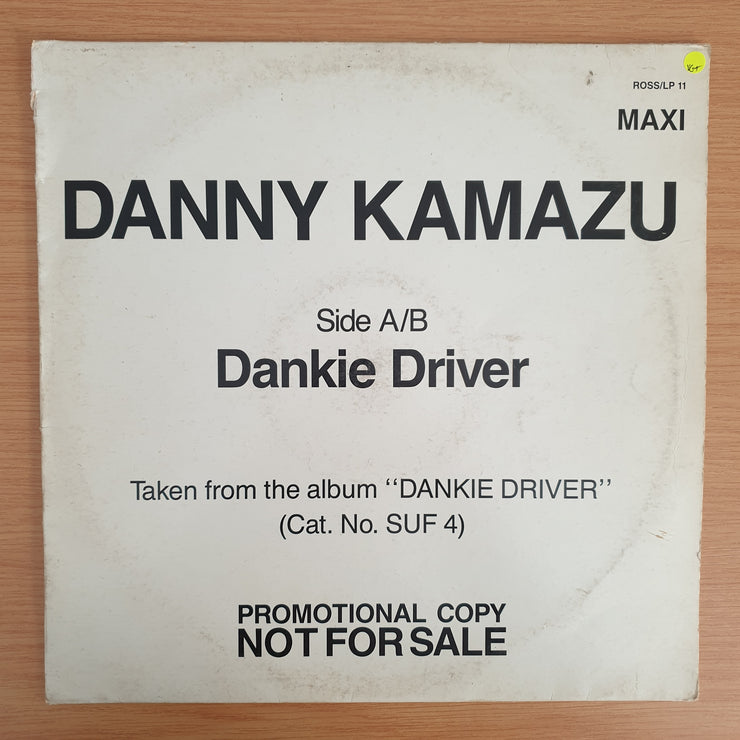 ROSS/LP 11
MAXI
DANNY KAMAZU
Side A/B
Dankie Driver
Taken from the album ‘‘DANKIE DRIVER’’
(Cat. No. SUF 4)
PROMOTIONAL COPY
NOT FOR SALE